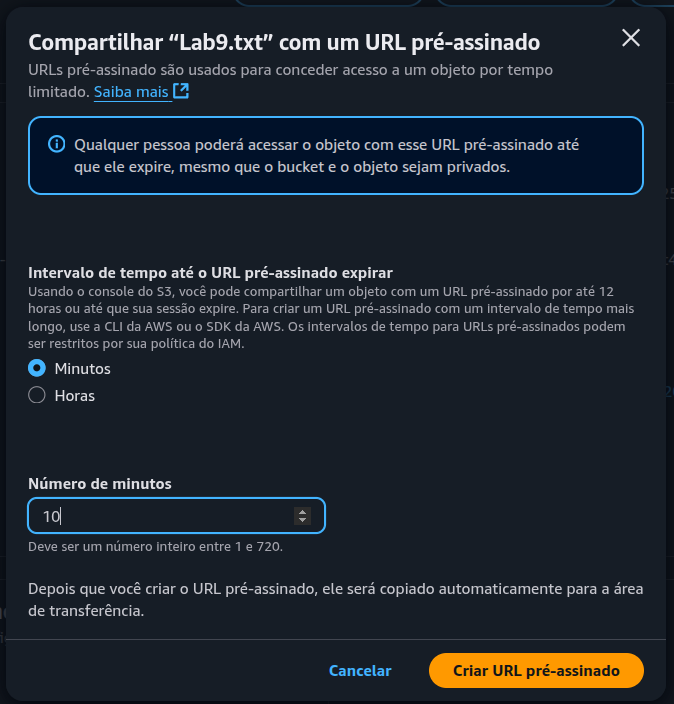 Compartilhar “Lab9.txt” com um URL pré-assinado
URLs pré-assinado são usados para conceder acesso a um objeto por tempo
limitado. Saiba mais
Qualquer pessoa poderá acessar o objeto com esse URL pré-assinado até
que ele expire, mesmo que o bucket e o objeto sejam privados.
Intervalo de tempo até o URL pré-assinado expirar
Usando o console do S3, você pode compartilhar um objeto com um URL pré-assinado por até 12
horas ou até que sua sessão expire. Para criar um URL pré-assinado com um intervalo de tempo mais
longo, use a CLI da AWS ou o SDK da AWS. Os intervalos de tempo para URLs pré-assinados podem
ser restritos por sua política do IAM.
Minutos
Horas
Número de minutos
10
Deve ser um número inteiro entre 1 e 720.
Depois que você criar o URL pré-assinado, ele será copiado automaticamente para a área
de transferência.
Cancelar
Criar URL pré-assinado